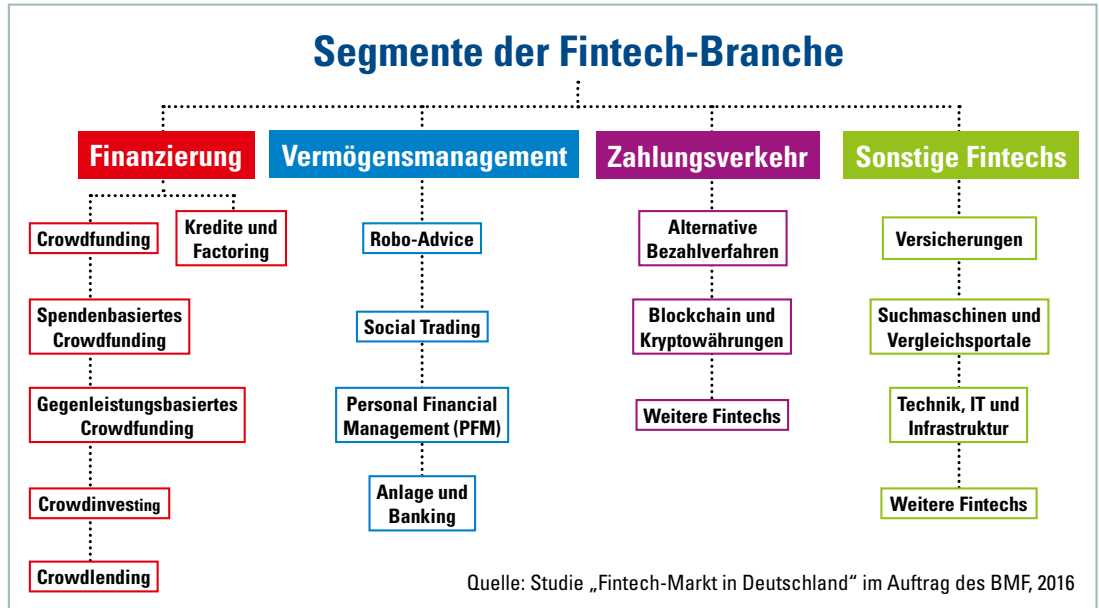 Segmente der Fintech-Branche
Finanzierung
Crowdfunding
Kredite und
Factoring
Spendenbasiertes
Crowdfunding
Gegenleistungsbasiertes
Crowdfunding
Crowdinvesting
Crowdlending
Vermögensmanagement
Robo-Advice
Social Trading
Personal Financial
Management (PFM)
Anlage und
Banking
Zahlungsverkehr
Alternative
Bezahlverfahren
Blockchain und
Kryptowährungen
Weitere Fintechs
Sonstige Fintechs
Versicherungen
Suchmaschinen und
Vergleichsportale
Technik, IT und
Infrastruktur
Weitere Fintechs
Quelle: Studie „Fintech-Markt in Deutschland“ im Auftrag des BMF, 2016